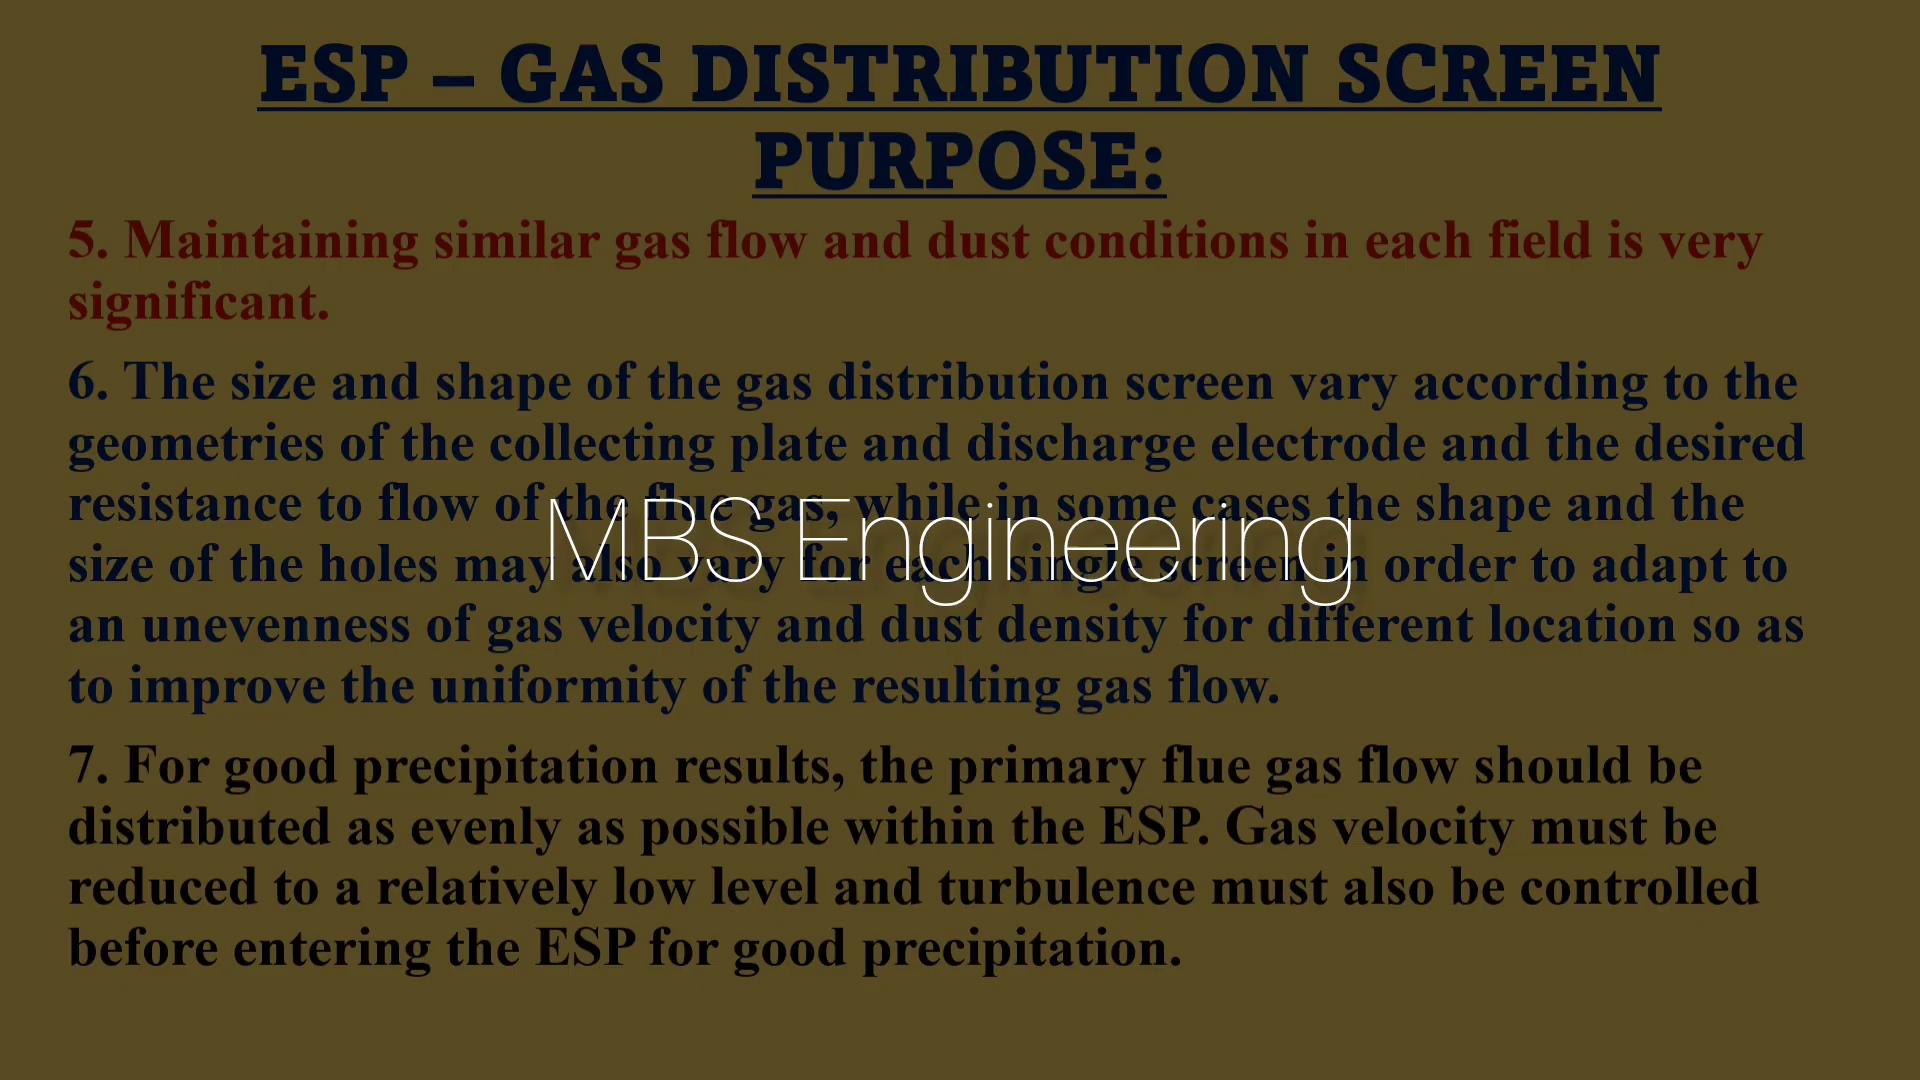 ESP – GAS DISTRIBUTION SCREEN
PURPOSE:
5. Maintaining similar gas flow and dust conditions in each field is very
significant.
6. The size and shape of the gas distribution screen vary according to the
geometries of the collecting plate and discharge electrode and the desired
resistance to flow of the flue gas, while in some cases the shape and the
MBS Engineering
size of the holes may also vary for each single screen in order to adapt to
an unevenness of gas velocity and dust density for different location so as
to improve the uniformity of the resulting gas flow.
7. For good precipitation results, the primary flue gas flow should be
distributed as evenly as possible within the ESP. Gas velocity must be
reduced to a relatively low level and turbulence must also be controlled
before entering the ESP for good precipitation.